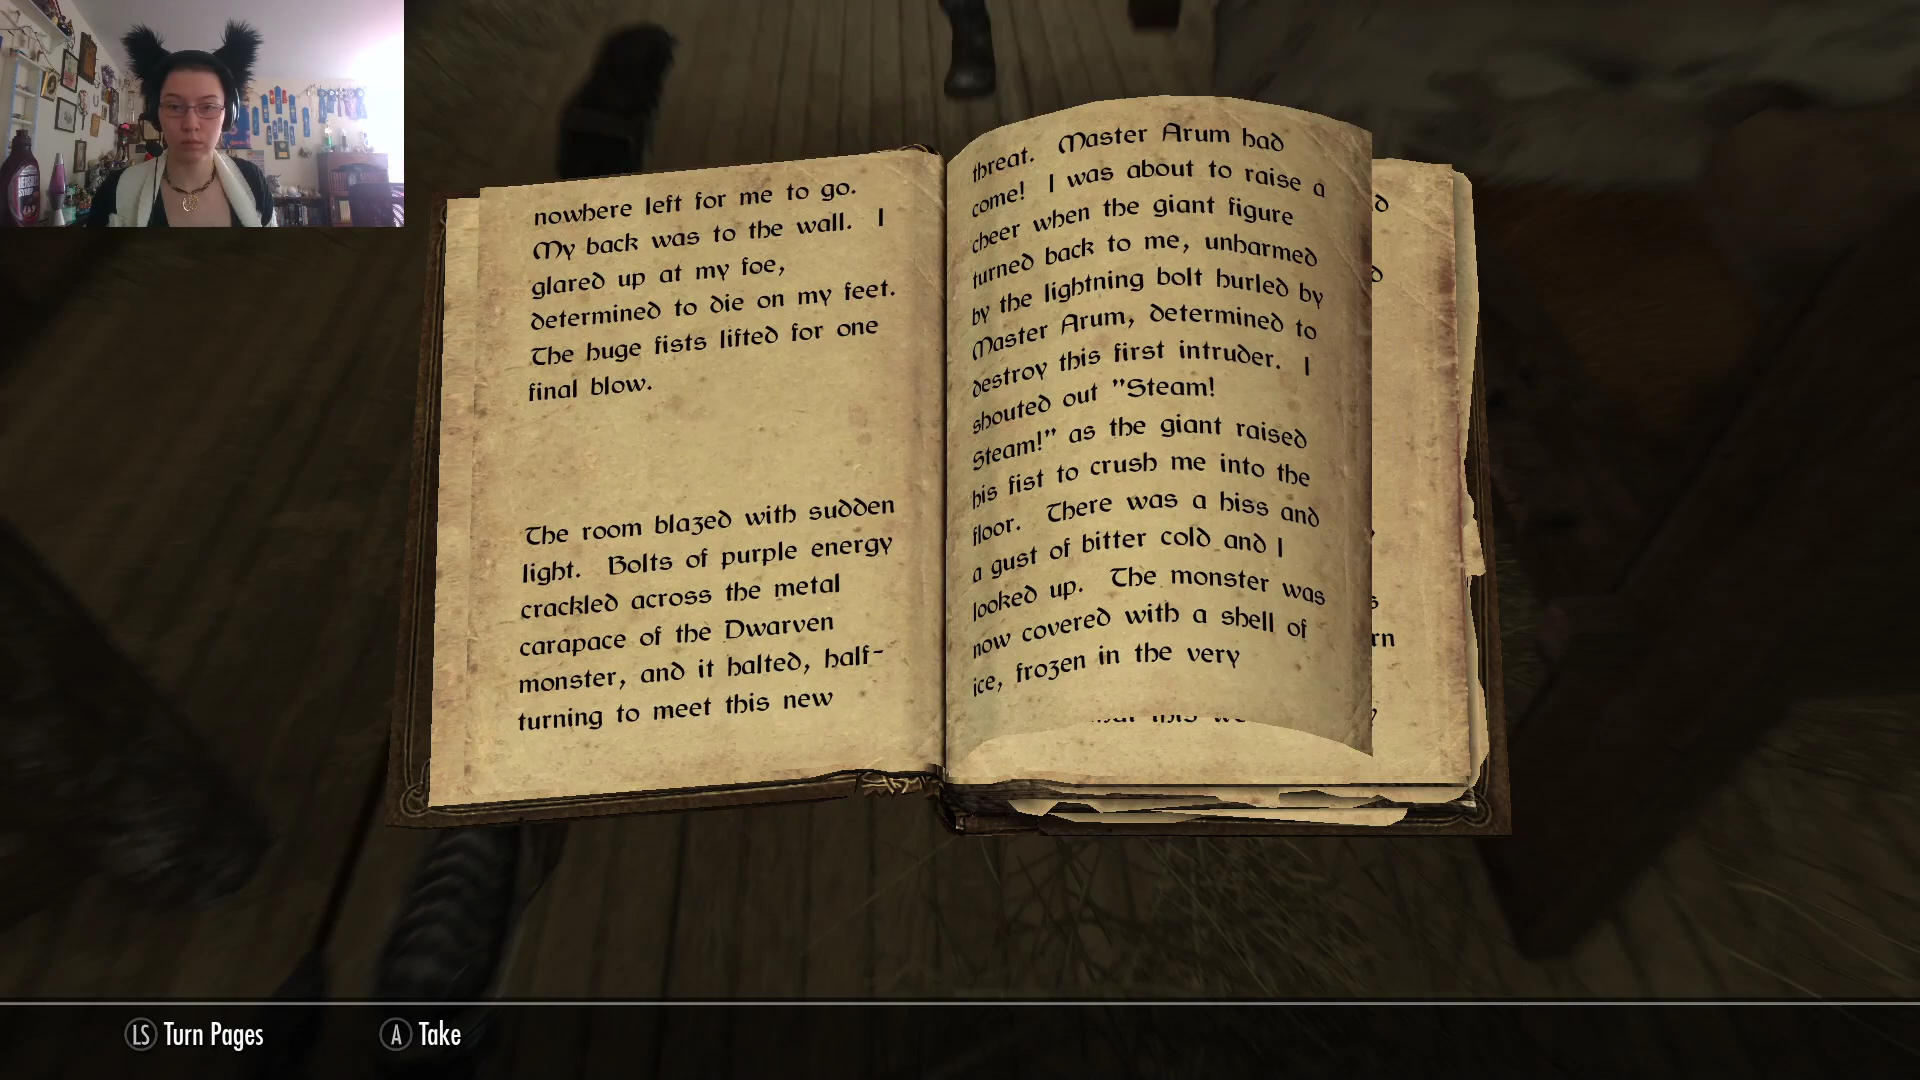 nowhere left for me to go.
My back was to the wall. I
glared up at my foe,
determined to die on my feet.
The huge fists lifted for one
final blow.
The room blazed with sudden
light. Bolts of purple energy
crackled across the metal
carapace of the Dwarven
monster, and it halted, half-
turning to meet this new
threat. Master Arum had
come! I was about to raise a
cheer when the giant figure
turned back to me, unharmed
by the lightning bolt hurled by
Master Arum, determined to
destroy this first intruder. I
shouted out "Steam!
Steam!" as the giant raised
his fist to crush me into the
floor. There was a hiss and
a gust of bitter cold and I
looked up. The monster was
now covered with a shell of
ice, frozen in the very
HERSHEY'S
LS Turn Pages
A Take